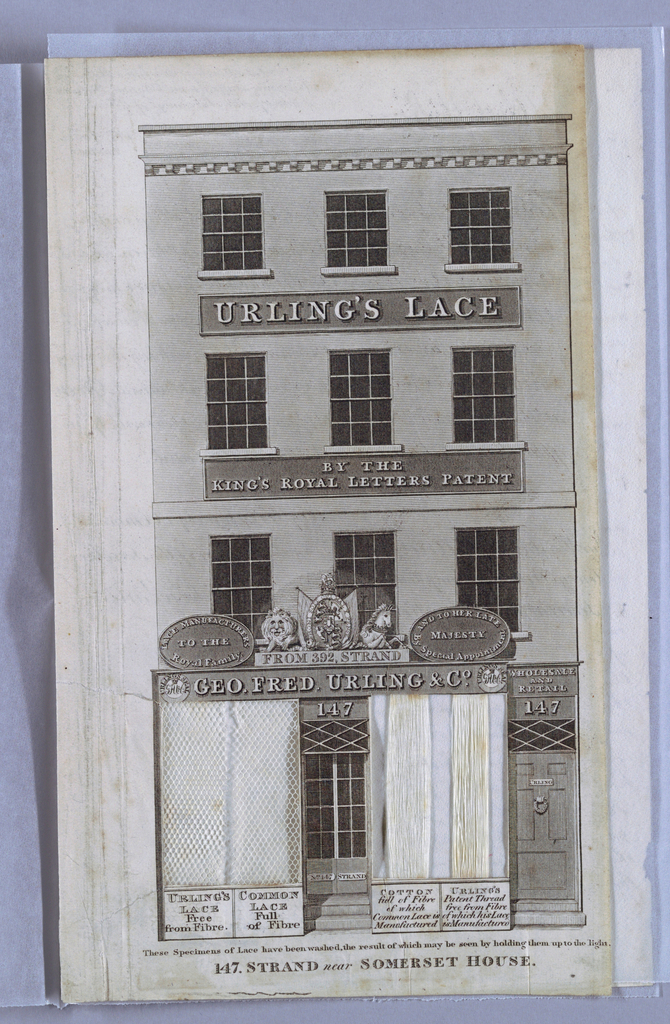 URLING'S LACE
BY THE
KING'S ROYAL LETTERS PATENT
LACE MANUFACTURERS
TO THE
Royal Family
AND TO HER LATE
MAJESTY
By Special Appointment
FROM 392, STRAND
GEO. FRED. URLING & Co.
WHOLESALE
AND
RETAIL
147
147
URLING
No. 147 STRAND
URLING'S
LACE
Free
from Fibre.
COMMON
LACE
Full
of Fibre
COTTON
full of Fibre
of which
Common Lace is
Manufactured
URLING'S
Patent Thread
free from Fibre
of which his Lace
is Manufactured
These Specimens of Lace have been washed, the result of which may be seen by holding them up to the light.
147. STRAND near SOMERSET HOUSE.